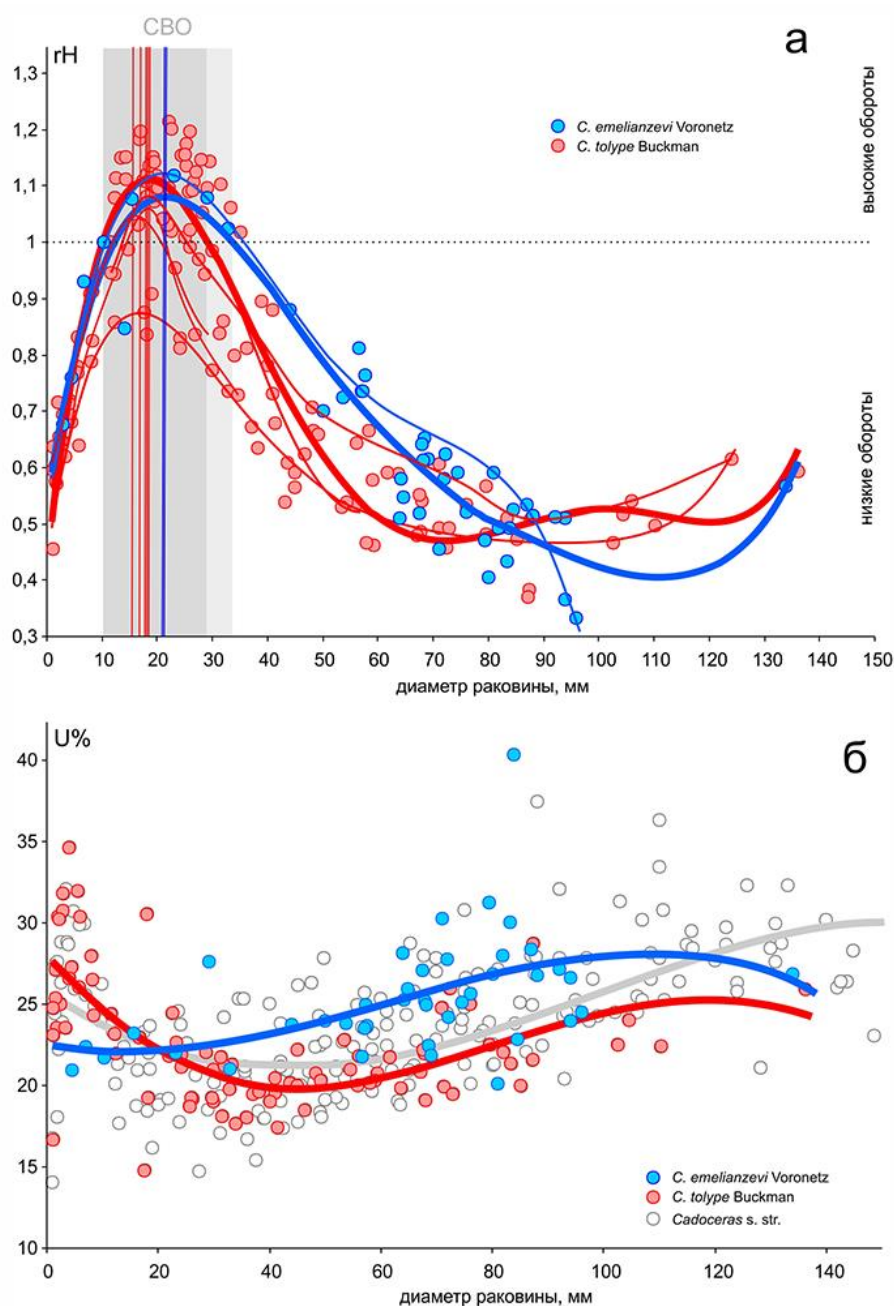 СВО
а
rH
1,3
1,2
1,1
1
0,9
0,8
0,7
0,6
0,5
0,4
0,3
C. emelianzevi Voronetz
C. tolype Buckman
высокие обороты
низкие обороты
0 10 20 30 40 50 60 70 80 90 100 110 120 130 140 150
диаметр раковины, мм
U%
б
40
35
30
25
20
15
10
C. emelianzevi Voronetz
C. tolype Buckman
Cadoceras s. str.
0 20 40 60 80 100 120 140
диаметр раковины, мм